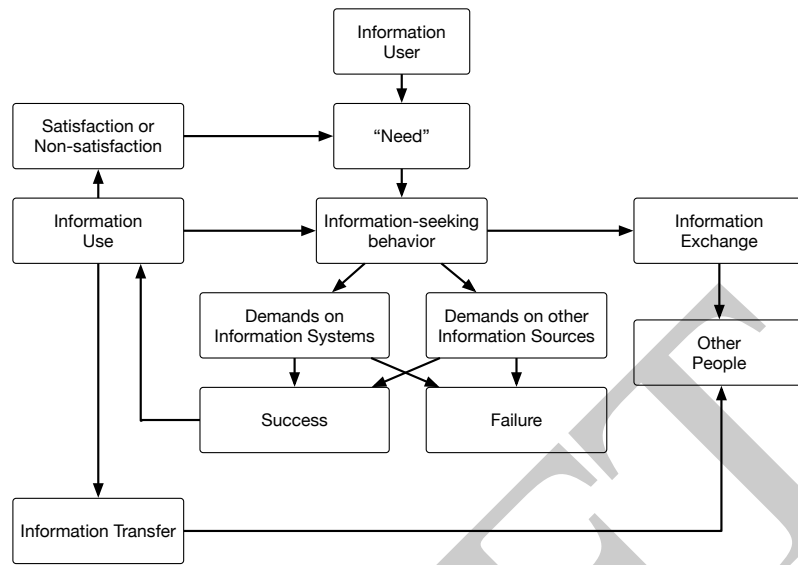 Information
User
Satisfaction or
Non-satisfaction
“Need”
Information
Use
Information-seeking
behavior
Information
Exchange
Demands on
Information Systems
Demands on other
Information Sources
Other
People
Success
Failure
Information Transfer